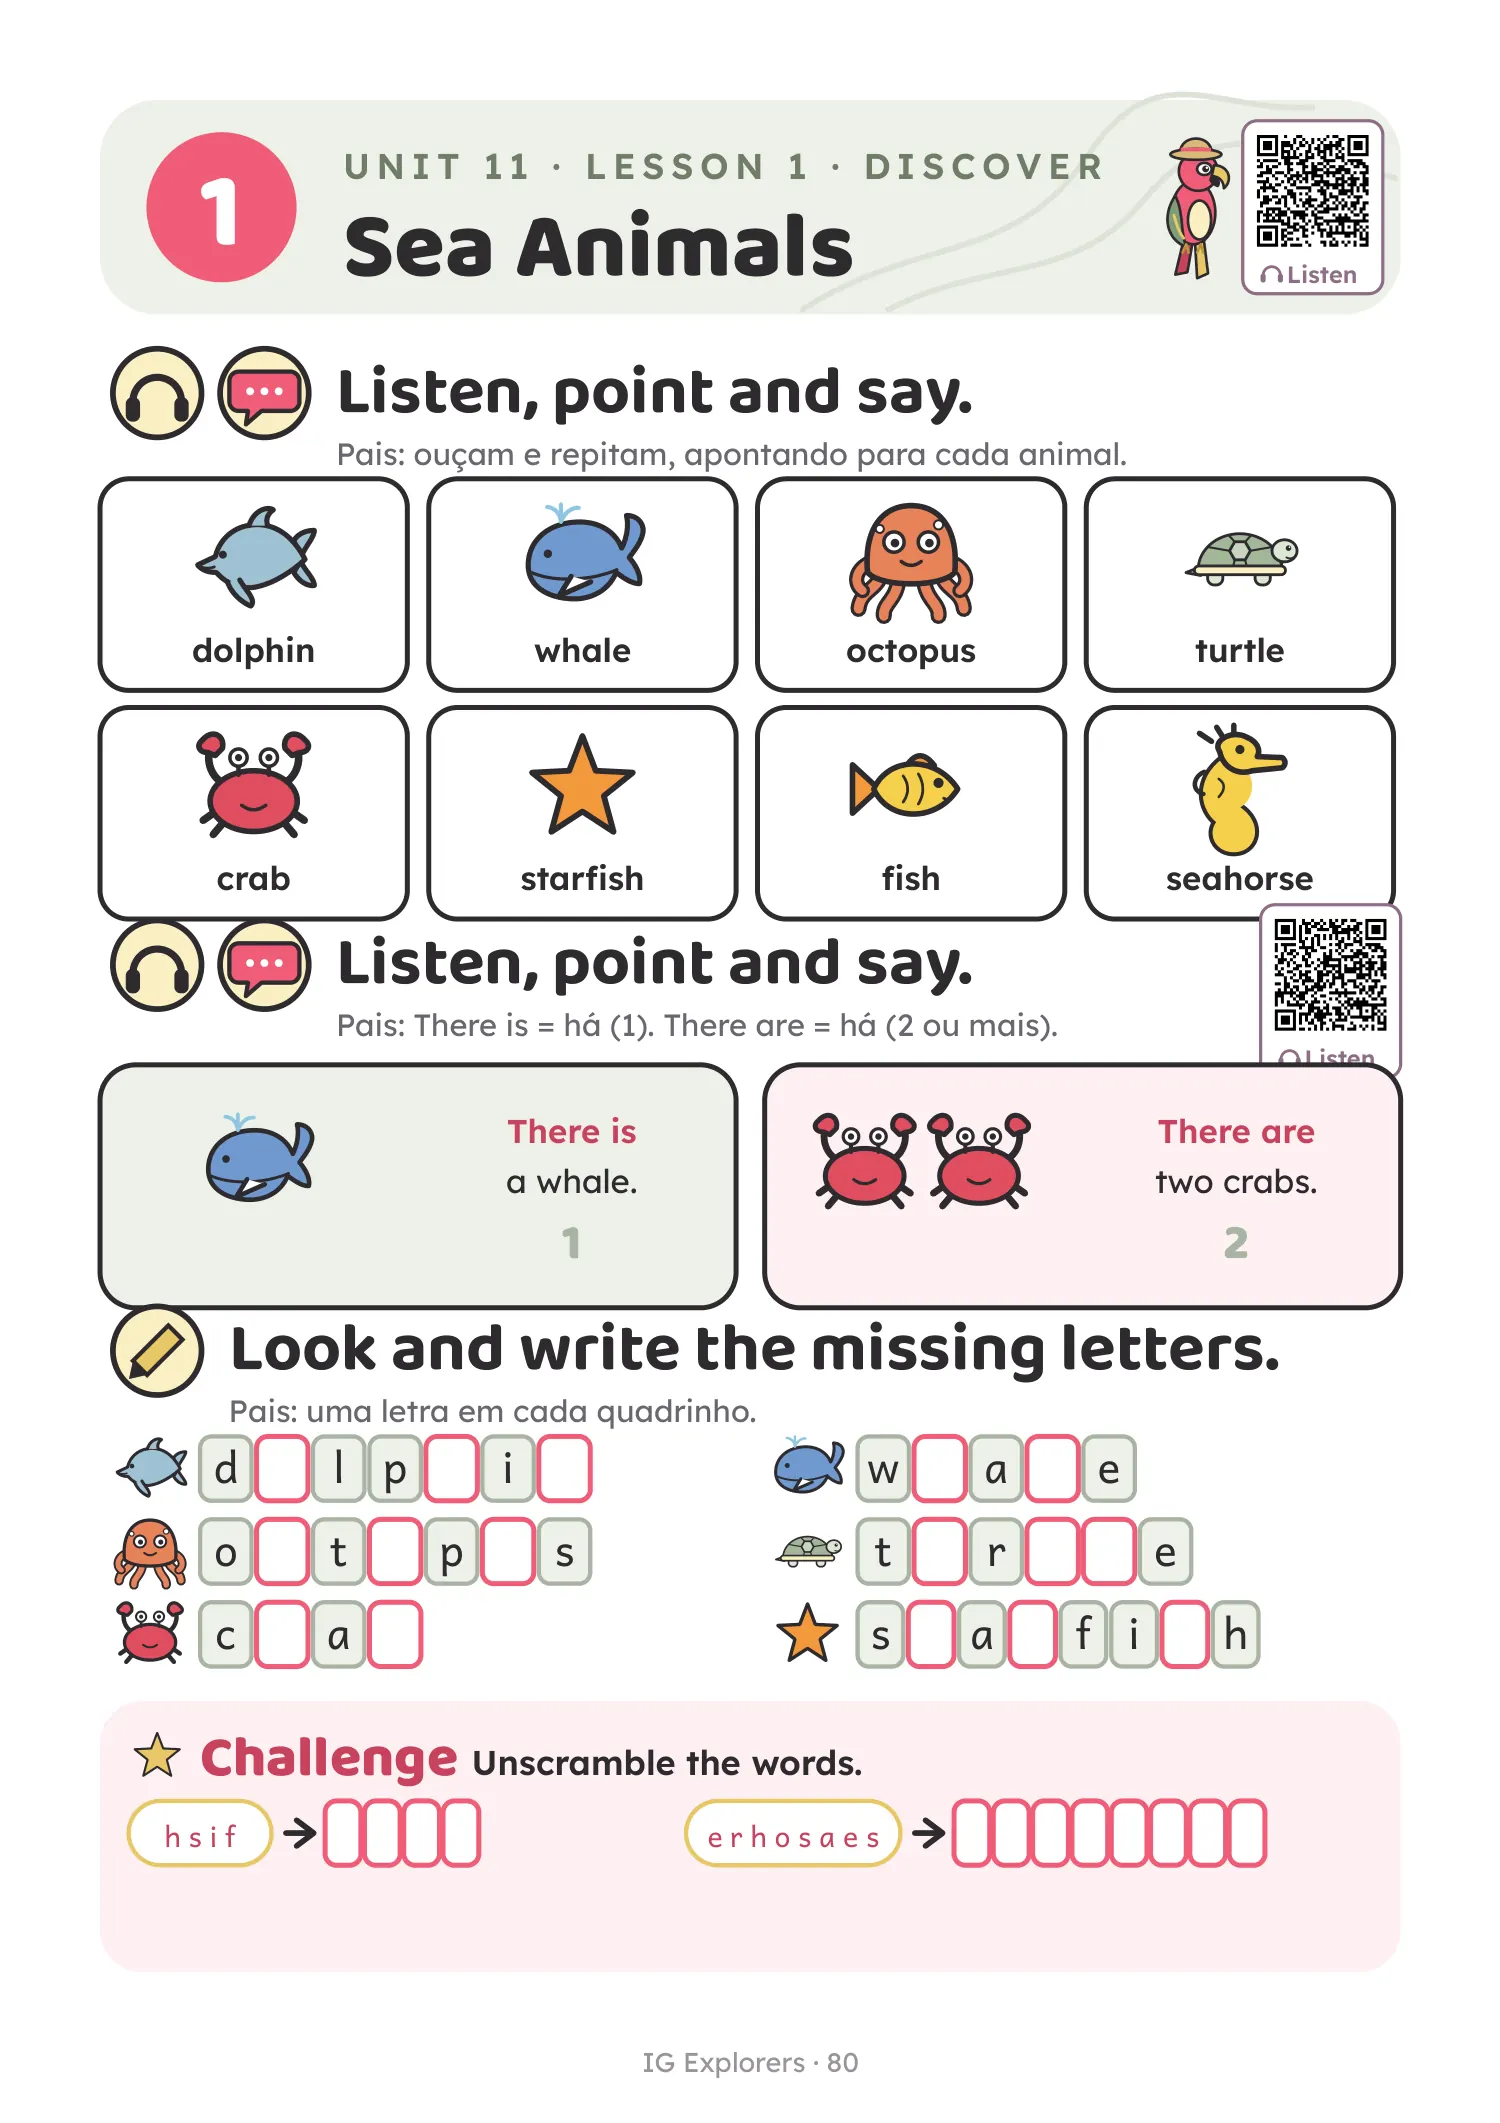 1
UNIT 11 · LESSON 1 · DISCOVER
Sea Animals
Listen
Listen, point and say.
Pais: ouçam e repitam, apontando para cada animal.
dolphin whale octopus turtle
crab starfish fish seahorse
Listen, point and say.
Pais: There is = há (1). There are = há (2 ou mais).
Listen
There is
a whale.
1
There are
two crabs.
2
Look and write the missing letters.
Pais: uma letra em cada quadrinho.
d l p i
w a e
o t p s
t r e
c a
s a f i h
Challenge Unscramble the words.
h s i f
e r h o s a e s
IG Explorers · 80